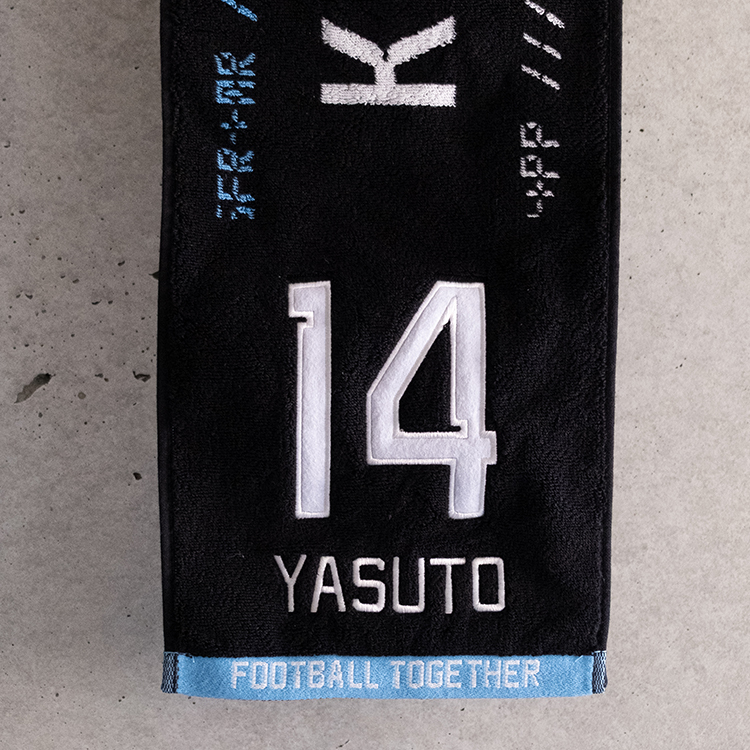 K
14
YASUTO
FOOTBALL TOGETHER